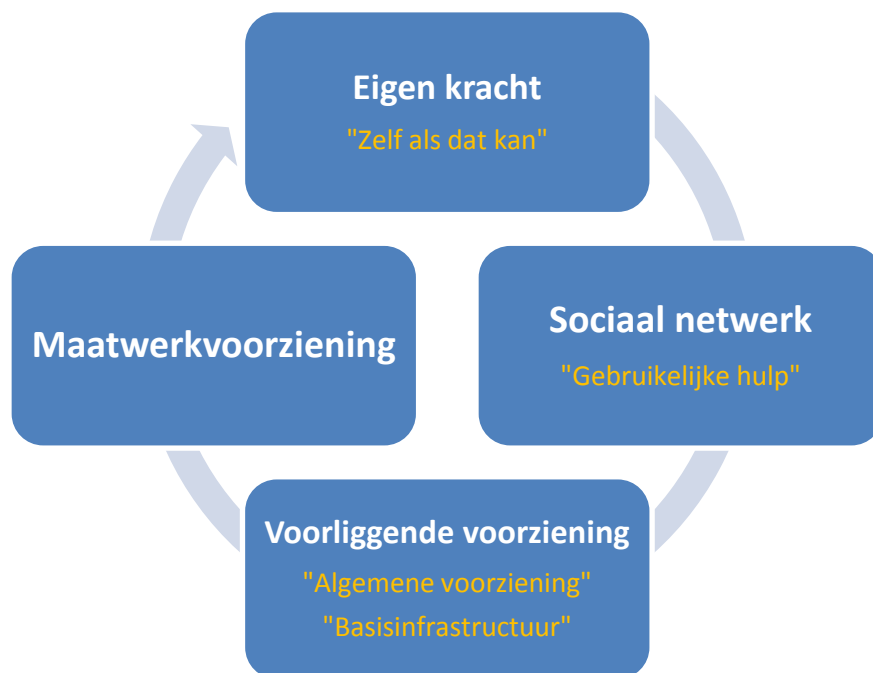 Eigen kracht
"Zelf als dat kan"
Sociaal netwerk
"Gebruikelijke hulp"
Voorliggende voorziening
"Algemene voorziening"
"Basisinfrastructuur"
Maatwerkvoorziening